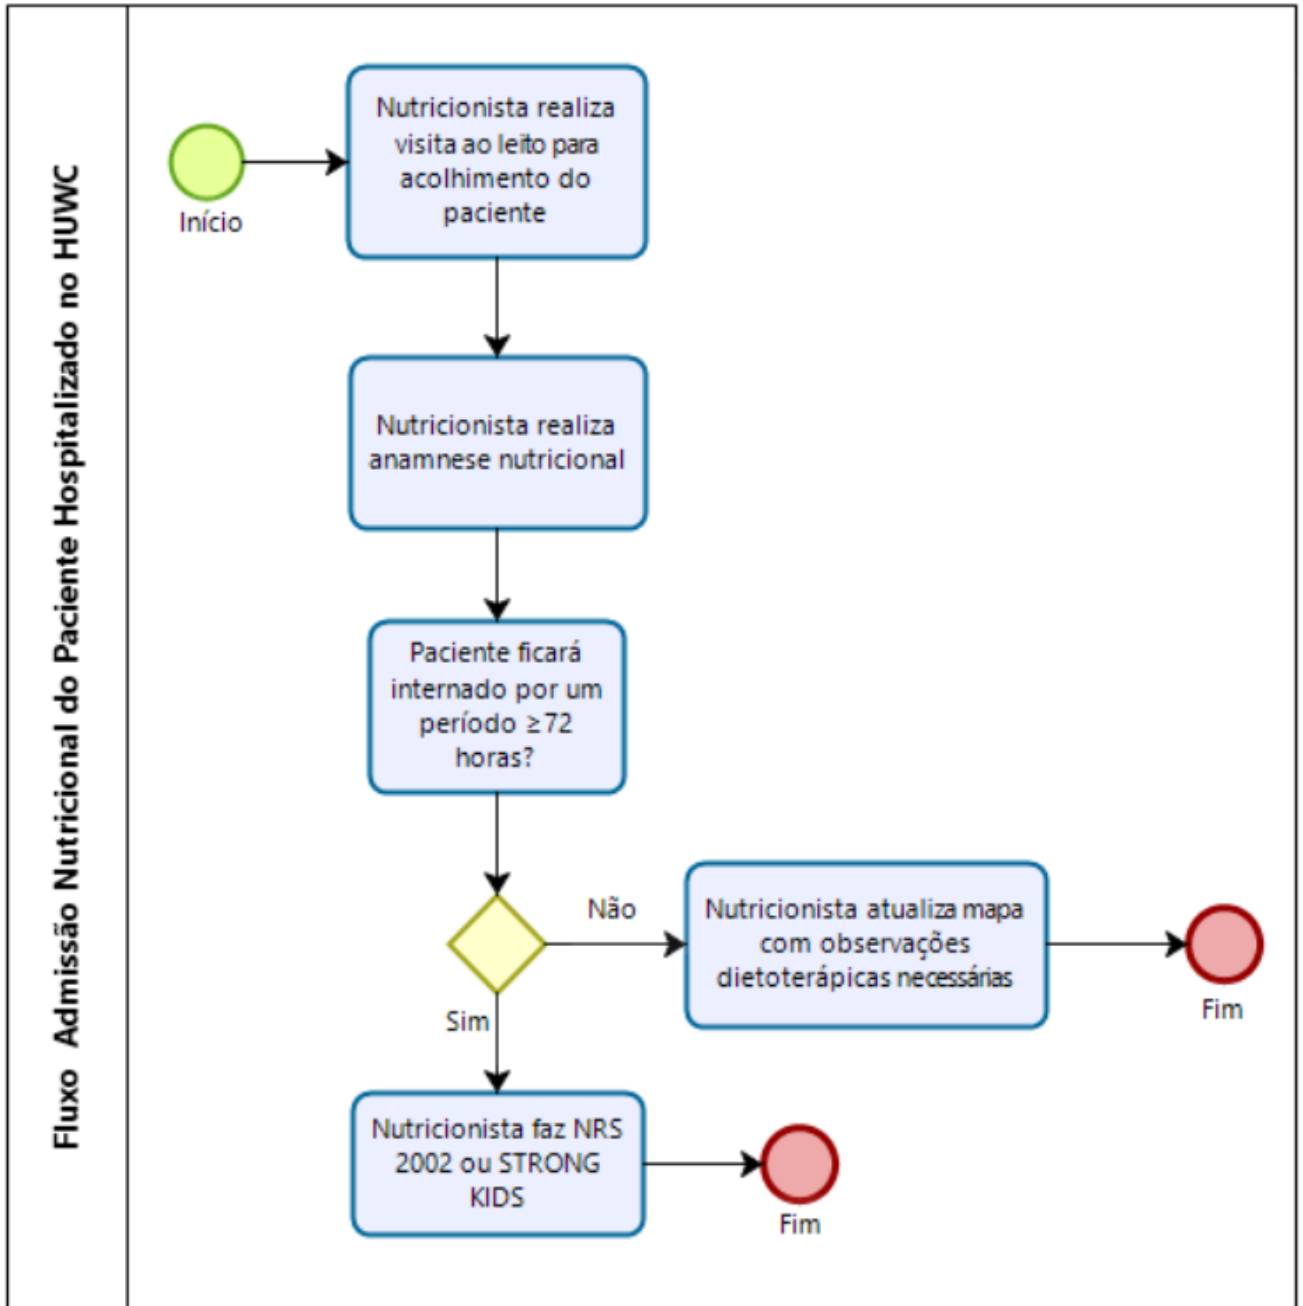 Fluxo Admissão Nutricional do Paciente Hospitalizado no HUWC
Início
Nutricionista realiza
visita ao leito para
acolhimento do
paciente
Nutricionista realiza
anamnese nutricional
Paciente ficará
internado por um
período ≥72
horas?
Não
Nutricionista atualiza mapa
com observações
dietoterápicas necessárias
Fim
Sim
Nutricionista faz NRS
2002 ou STRONG
KIDS
Fim